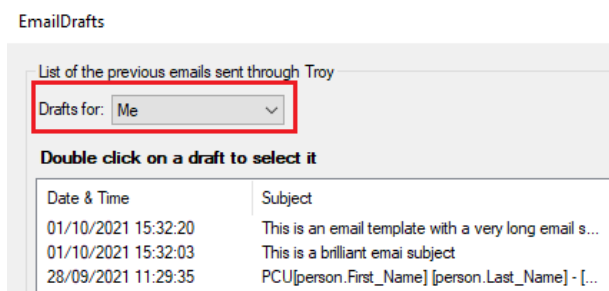 EmailDrafts
List of the previous emails sent through Troy
Drafts for: Me
Double click on a draft to select it
Date & Time Subject
01/10/2021 15:32:20 This is an email template with a very long email s...
01/10/2021 15:32:03 This is a brilliant emai subject
28/09/2021 11:29:35 PCU[person.First_Name] [person.Last_Name] - [...